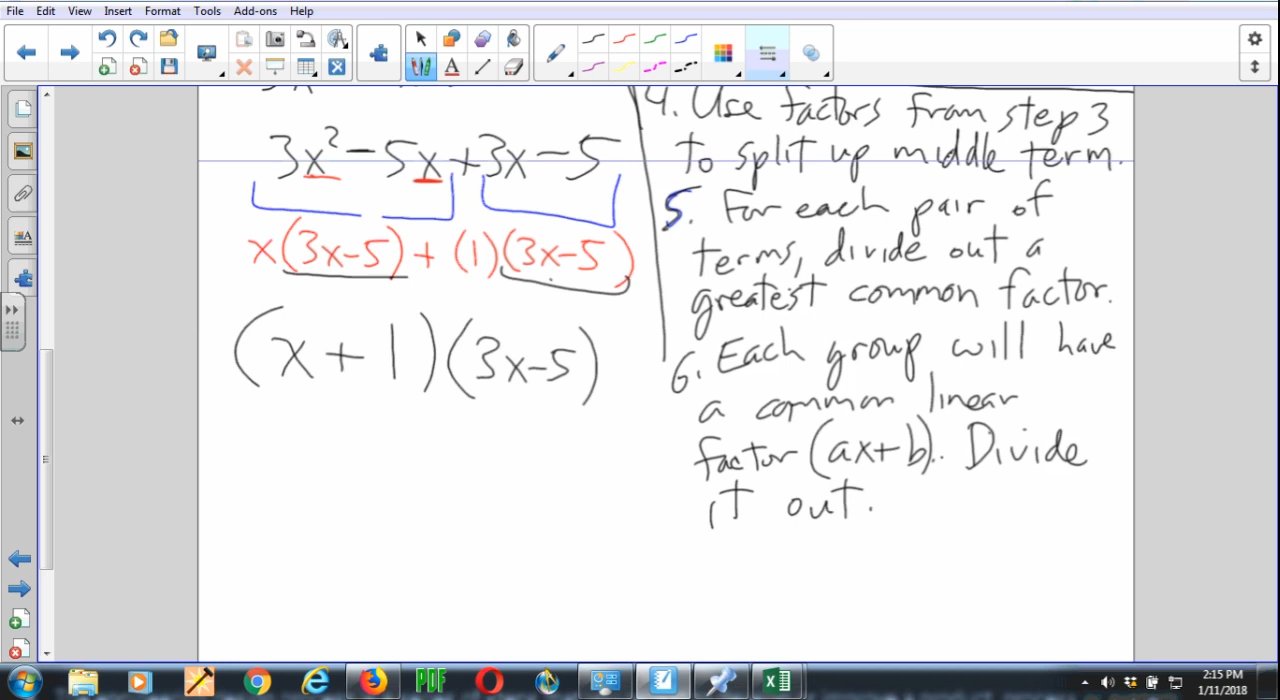 File Edit View Insert Format Tools Add-ons Help
3x² - 5x + 3x - 5
x(3x-5) + (1)(3x-5)
(x + 1)(3x-5)
4. Use factors from step 3
to split up middle term.
5. For each pair of
terms, divide out a
greatest common factor.
6. Each group will have
a common linear
factor (ax+b). Divide
it out.
PDF
2:15 PM
1/11/2018